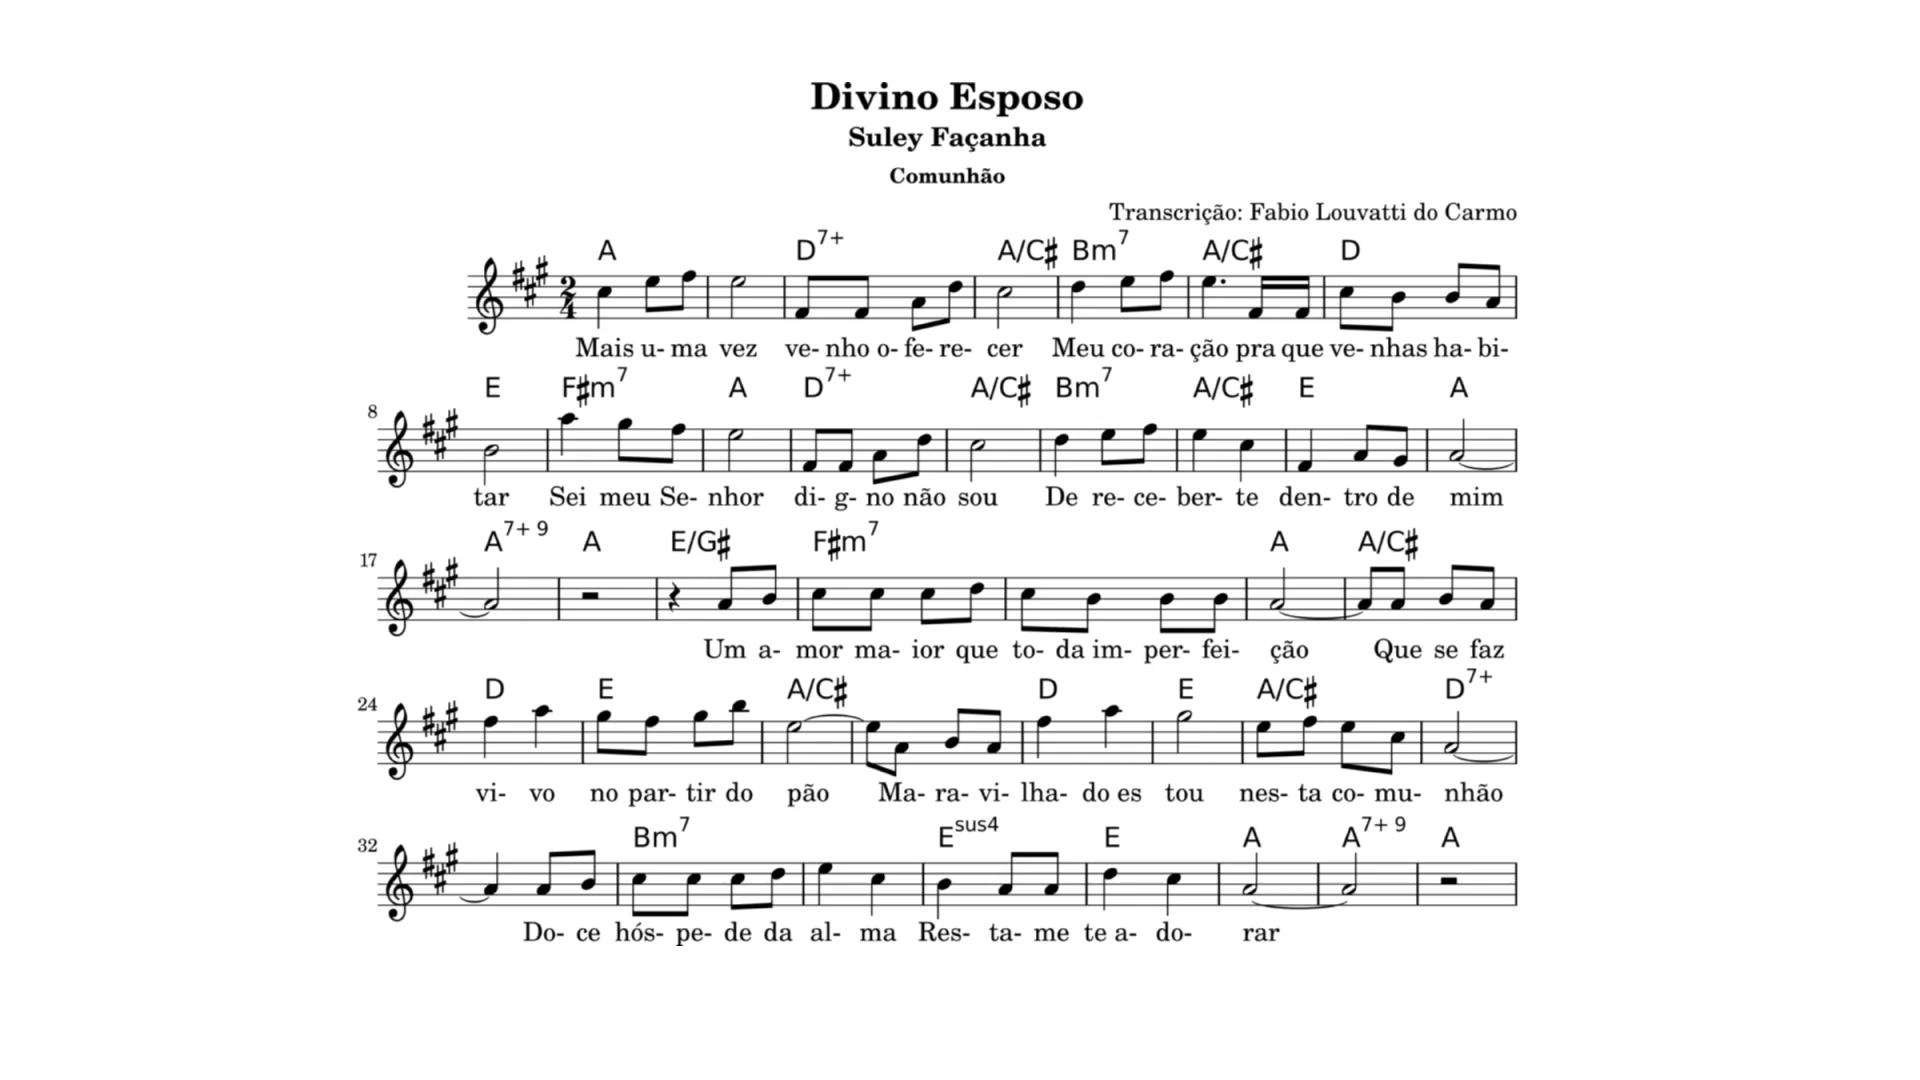 Divino Esposo
Suley Façanha
Comunhão
Transcrição: Fabio Louvatti do Carmo
A D7+ A/C♯ Bm7 A/C♯ D
2
4
Mais u- ma vez ve- nho o- fe- re- cer Meu co- ra- ção pra que ve- nhas ha- bi-
E F♯m7 A D7+ A/C♯ Bm7 A/C♯ E A
8
tar Sei meu Se- nhor di- g- no não sou De re- ce- ber- te den- tro de mim
A7+ 9 A E/G♯ F♯m7 A A/C♯
17
Um a- mor ma- ior que to- da im- per- fei- ção Que se faz
D E A/C♯ D E A/C♯ D7+
24
vi- vo no par- tir do pão Ma- ra- vi- lha- do es tou nes- ta co- mu- nhão
Bm7 Esus4 E A A7+ 9 A
32
Do- ce hós- pe- de da al- ma Res- ta- me te a- do- rar